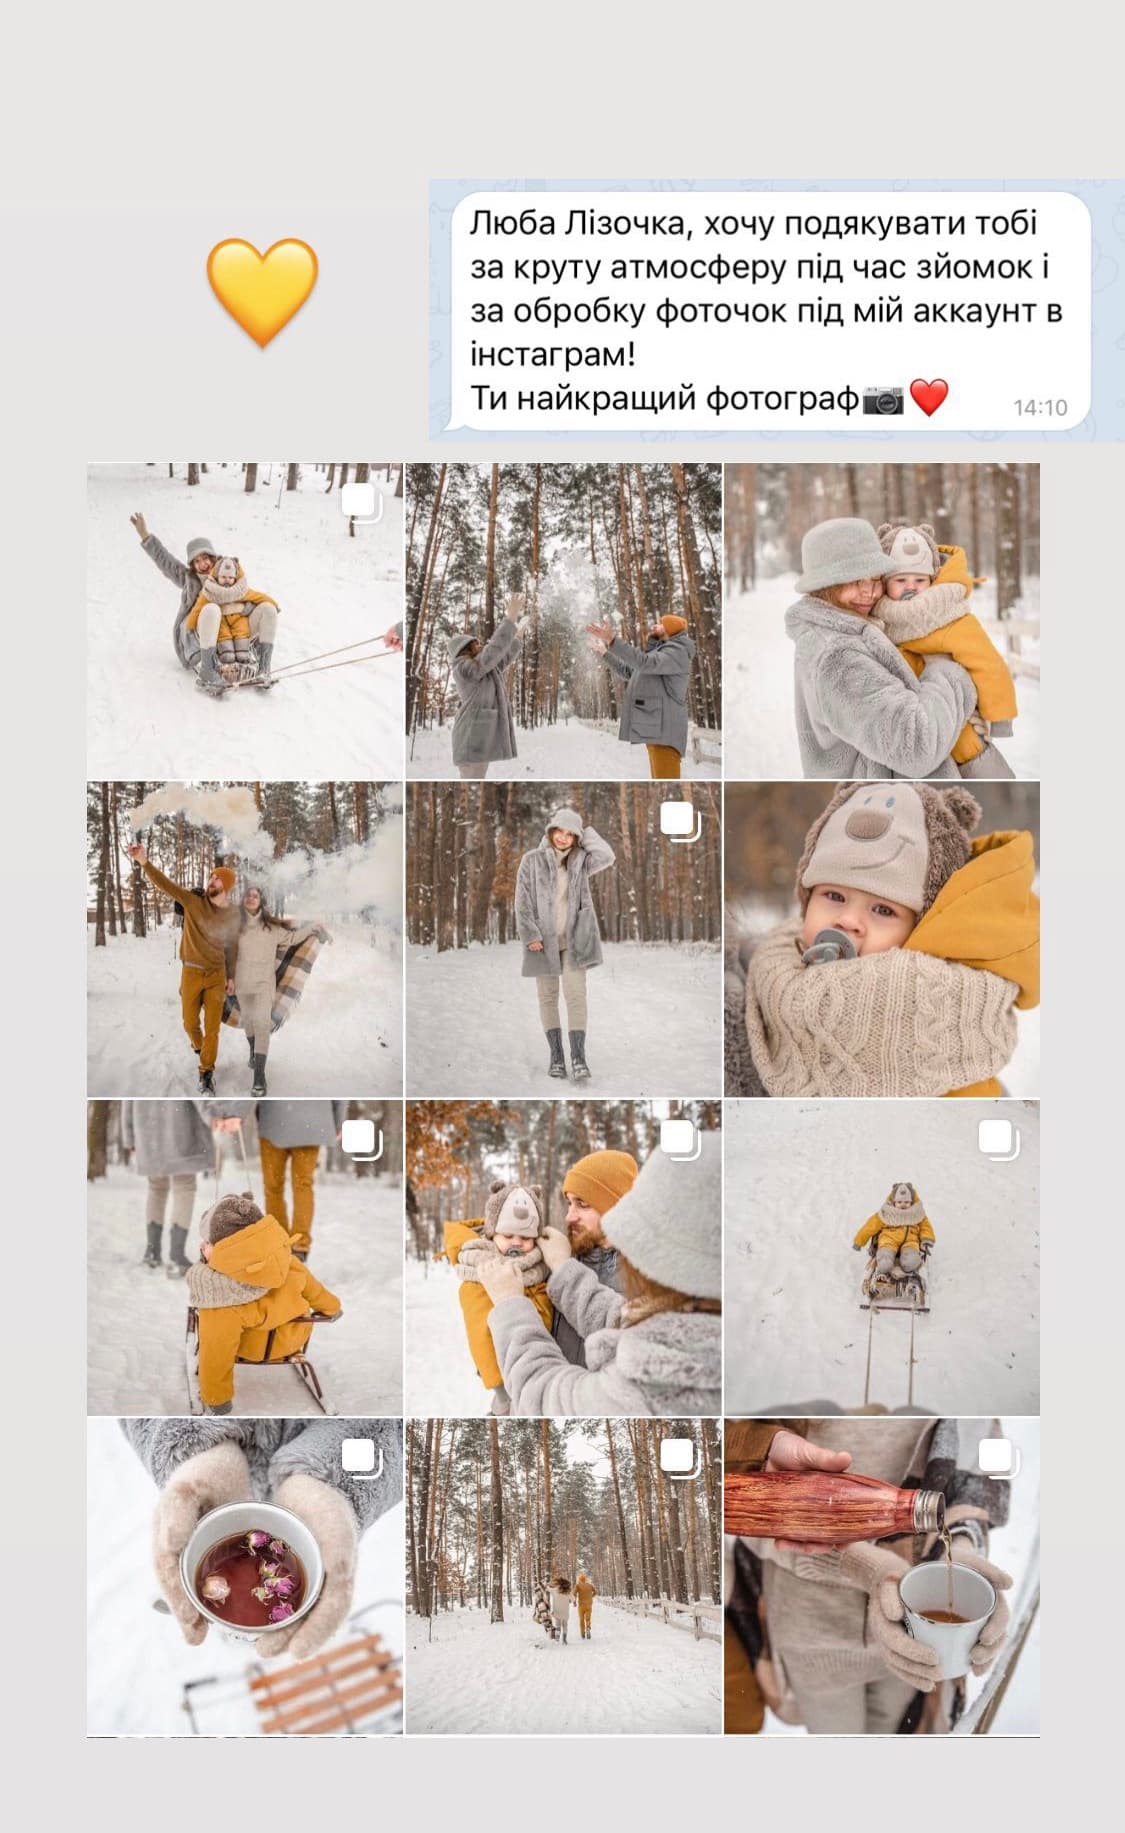 Люба Лізочка, хочу подякувати тобі
за круту атмосферу під час зйомок і
за обробку фоточок під мій аккаунт в
інстаграм!
Ти найкращий фотограф📷❤️
14:10